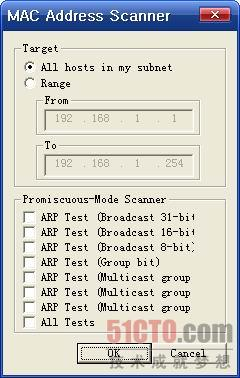 MAC Address Scanner
Target
All hosts in my subnet
Range
From
192 . 168 . 1 . 1
To
192 . 168 . 1 . 254
Promiscuous-Mode Scanner
ARP Test (Broadcast 31-bit
ARP Test (Broadcast 16-bit
ARP Test (Broadcast 8-bit)
ARP Test (Group bit)
ARP Test (Multicast group
ARP Test (Multicast group
ARP Test (Multicast group
All Tests
51CTO.com
技术成就梦想
OK
Cancel